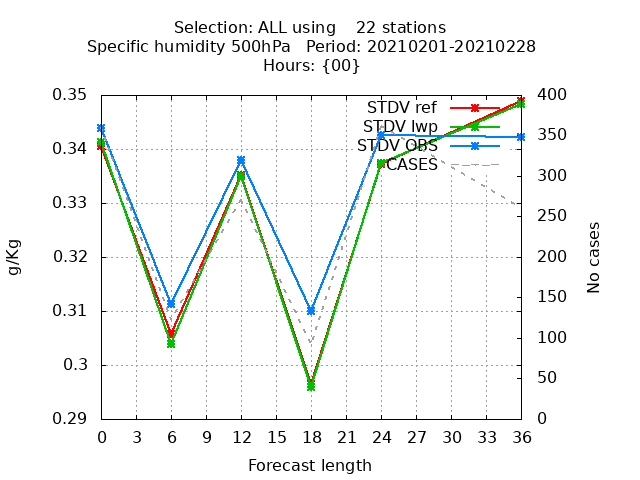 Selection: ALL using    22 stations
Specific humidity 500hPa   Period: 20210201-20210228
Hours: {00}
g/Kg
0.35
0.34
0.33
0.32
0.31
0.3
0.29
STDV ref
STDV lwp
STDV OBS
CASES
400
350
300
250
200
150
100
50
0
No cases
0 3 6 9 12 15 18 21 24 27 30 33 36
Forecast length